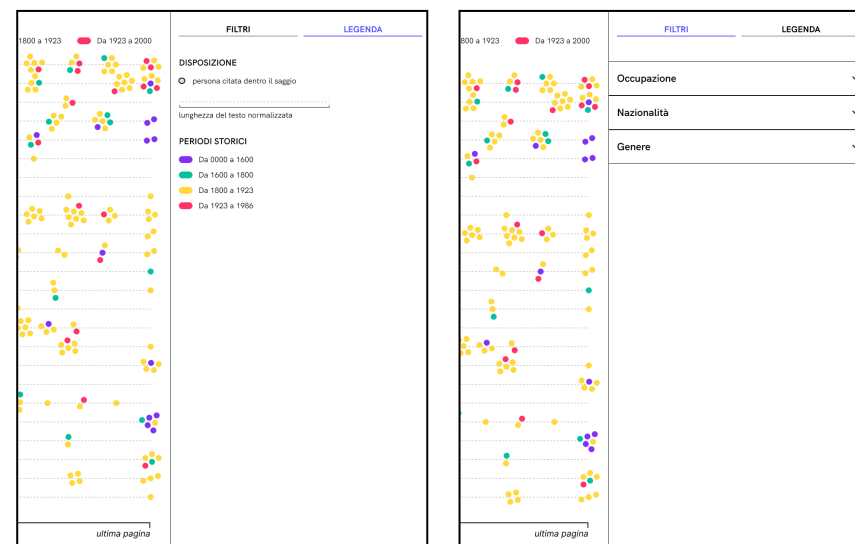 FILTRI
LEGENDA
1800 a 1923
Da 1923 a 2000
DISPOSIZIONE
persona citata dentro il saggio
lunghezza del testo normalizzata
PERIODI STORICI
Da 0000 a 1600
Da 1600 a 1800
Da 1800 a 1923
Da 1923 a 1986
ultima pagina
FILTRI
LEGENDA
800 a 1923
Da 1923 a 2000
Occupazione
Nazionalità
Genere
ultima pagina